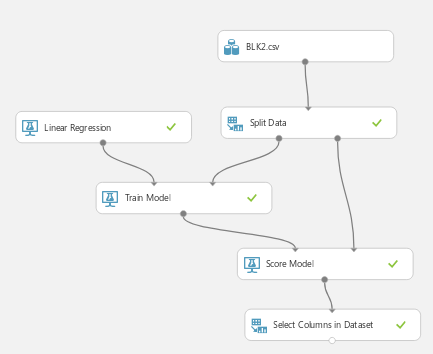 BLK2.csv
Split Data
Linear Regression
Train Model
Score Model
Select Columns in Dataset